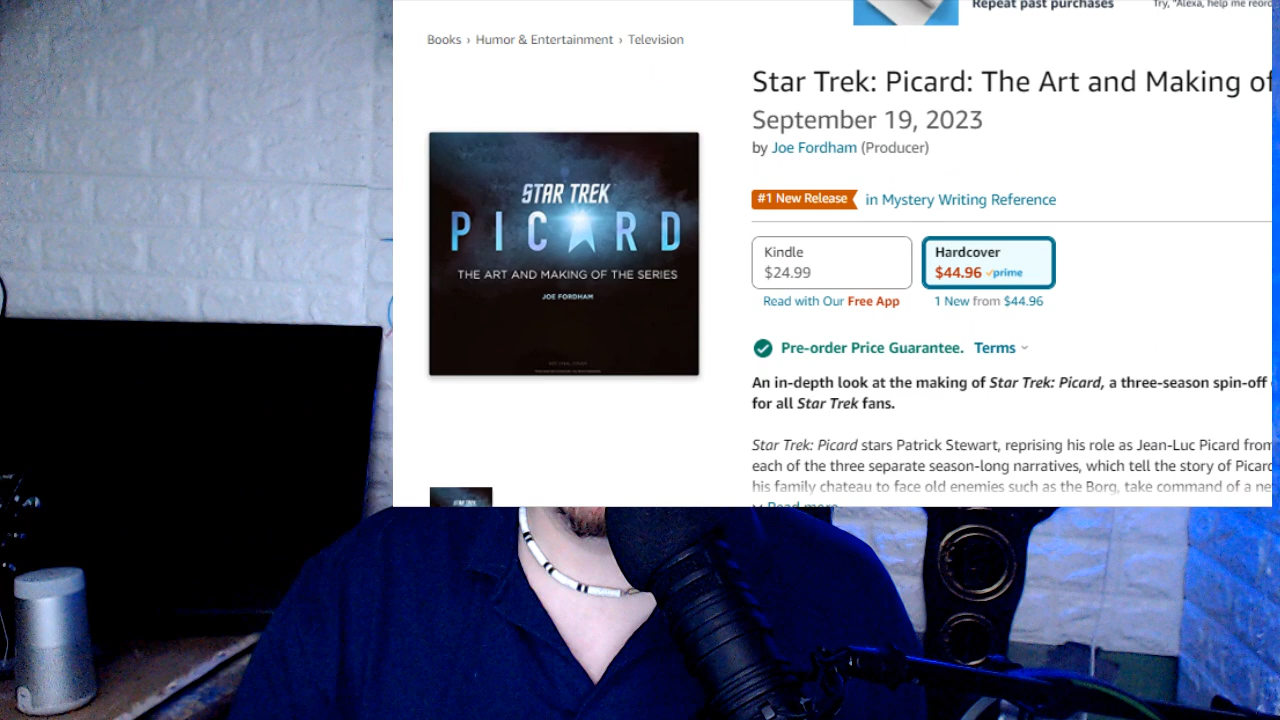 Repeat past purchases
Try, "Alexa, help me reord
Books › Humor & Entertainment › Television
Star Trek: Picard: The Art and Making of
September 19, 2023
by Joe Fordham (Producer)
#1 New Release in Mystery Writing Reference
STAR TREK
PICARD
THE ART AND MAKING OF THE SERIES
JOE FORDHAM
Kindle
$24.99
Hardcover
$44.96 prime
Read with Our Free App
1 New from $44.96
Pre-order Price Guarantee. Terms
An in-depth look at the making of Star Trek: Picard, a three-season spin-off
for all Star Trek fans.
Star Trek: Picard stars Patrick Stewart, reprising his role as Jean-Luc Picard from
each of the three separate season-long narratives, which tell the story of Picard
his family chateau to face old enemies such as the Borg, take command of a ne
Read more
STAR TREK